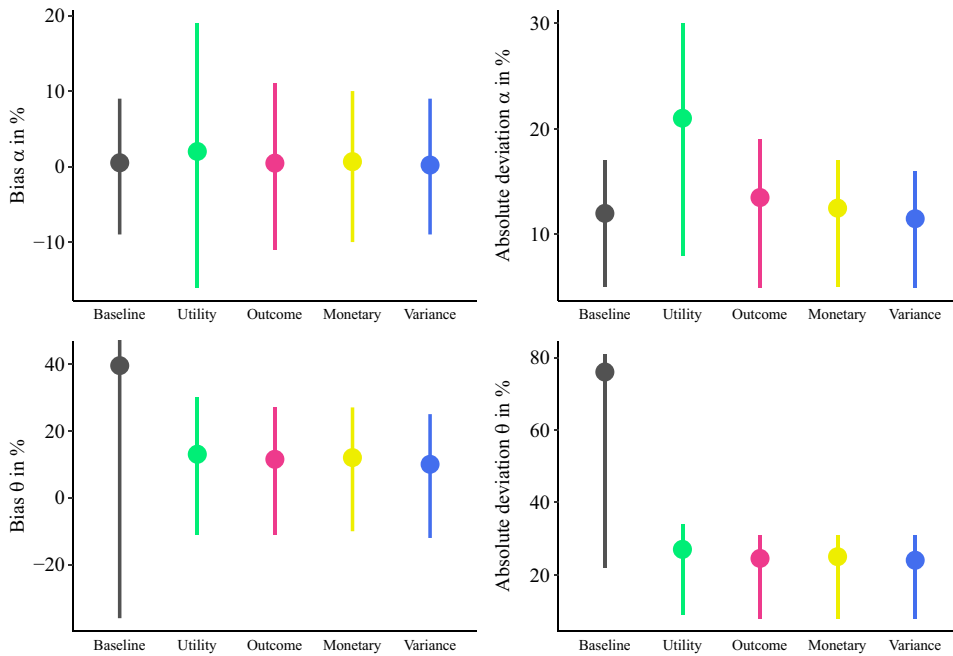 Bias α in %
20
10
0
−10
Baseline Utility Outcome Monetary Variance
Absolute deviation α in %
30
20
10
Baseline Utility Outcome Monetary Variance
Bias θ in %
40
20
0
−20
Baseline Utility Outcome Monetary Variance
Absolute deviation θ in %
80
60
40
20
Baseline Utility Outcome Monetary Variance